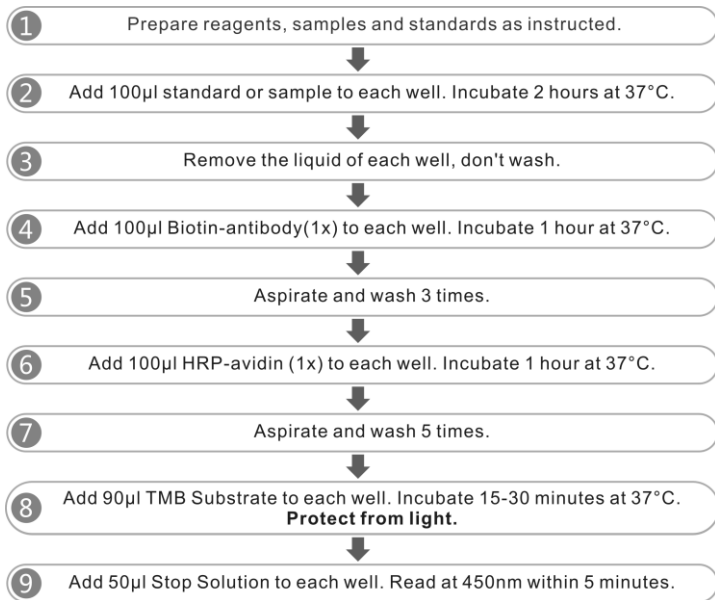 1 Prepare reagents, samples and standards as instructed.
2 Add 100μl standard or sample to each well. Incubate 2 hours at 37°C.
3 Remove the liquid of each well, don't wash.
4 Add 100μl Biotin-antibody(1x) to each well. Incubate 1 hour at 37°C.
5 Aspirate and wash 3 times.
6 Add 100μl HRP-avidin (1x) to each well. Incubate 1 hour at 37°C.
7 Aspirate and wash 5 times.
8 Add 90μl TMB Substrate to each well. Incubate 15-30 minutes at 37°C.
Protect from light.
9 Add 50μl Stop Solution to each well. Read at 450nm within 5 minutes.